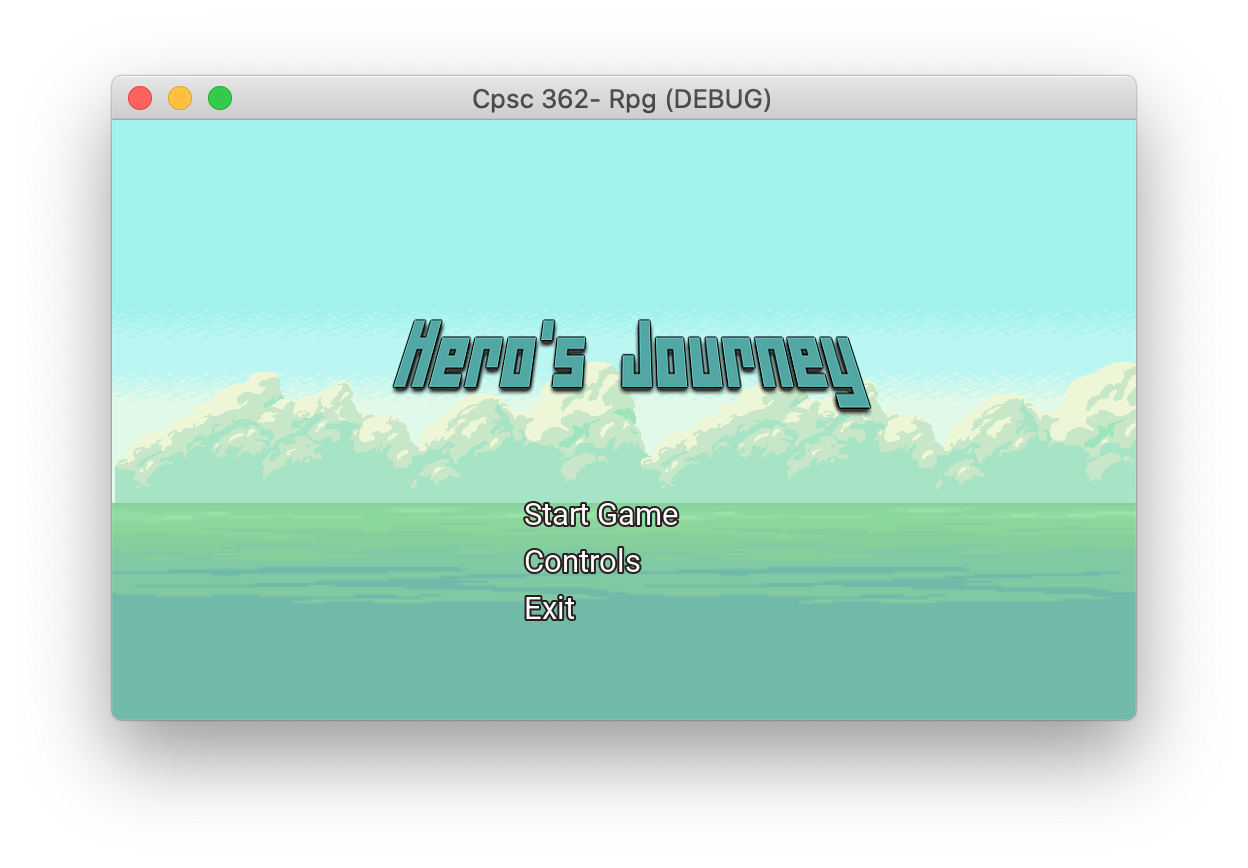 Cpsc 362- Rpg (DEBUG)
Hero's Journey
Start Game
Controls
Exit